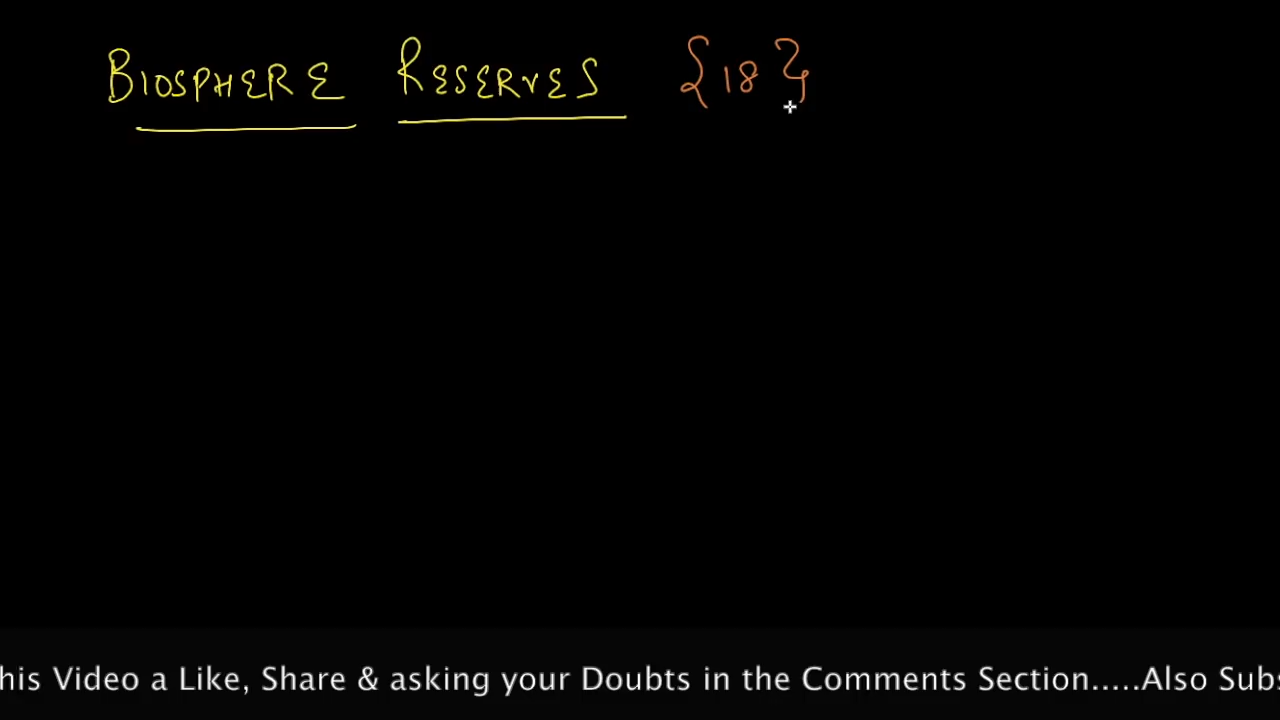 BIOSPHERE RESERVES {18}
his Video a Like, Share & asking your Doubts in the Comments Section.....Also Subs